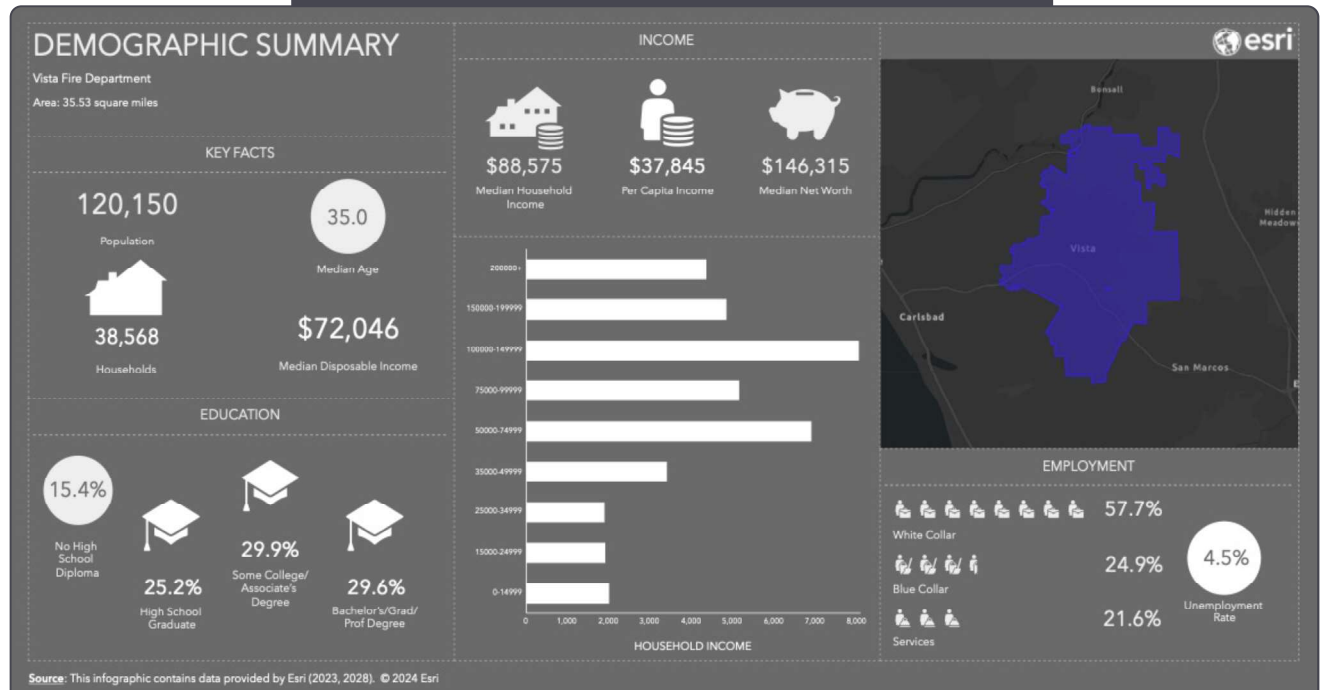 DEMOGRAPHIC SUMMARY
Vista Fire Department
Area: 35.53 square miles
KEY FACTS
120,150
Population
35.0
Median Age
38,568
Households
$72,046
Median Disposable Income
EDUCATION
15.4%
No High
School
Diploma
25.2%
High School
Graduate
29.9%
Some College/
Associate's
Degree
29.6%
Bachelor's/Grad/
Prof Degree
INCOME
$88,575
Median Household
Income
$37,845
Per Capita Income
$146,315
Median Net Worth
200000+
150000-199999
100000-149999
75000-99999
50000-74999
35000-49999
25000-34999
15000-24999
0-14999
0 1,000 2,000 3,000 4,000 5,000 6,000 7,000 8,000
HOUSEHOLD INCOME
esri
Bonsall
Hidden
Meadow
Vista
Carlsbad
San Marcos
E
EMPLOYMENT
57.7%
White Collar
24.9%
Blue Collar
21.6%
Services
4.5%
Unemployment
Rate
Source: This infographic contains data provided by Esri (2023, 2028). © 2024 Esri